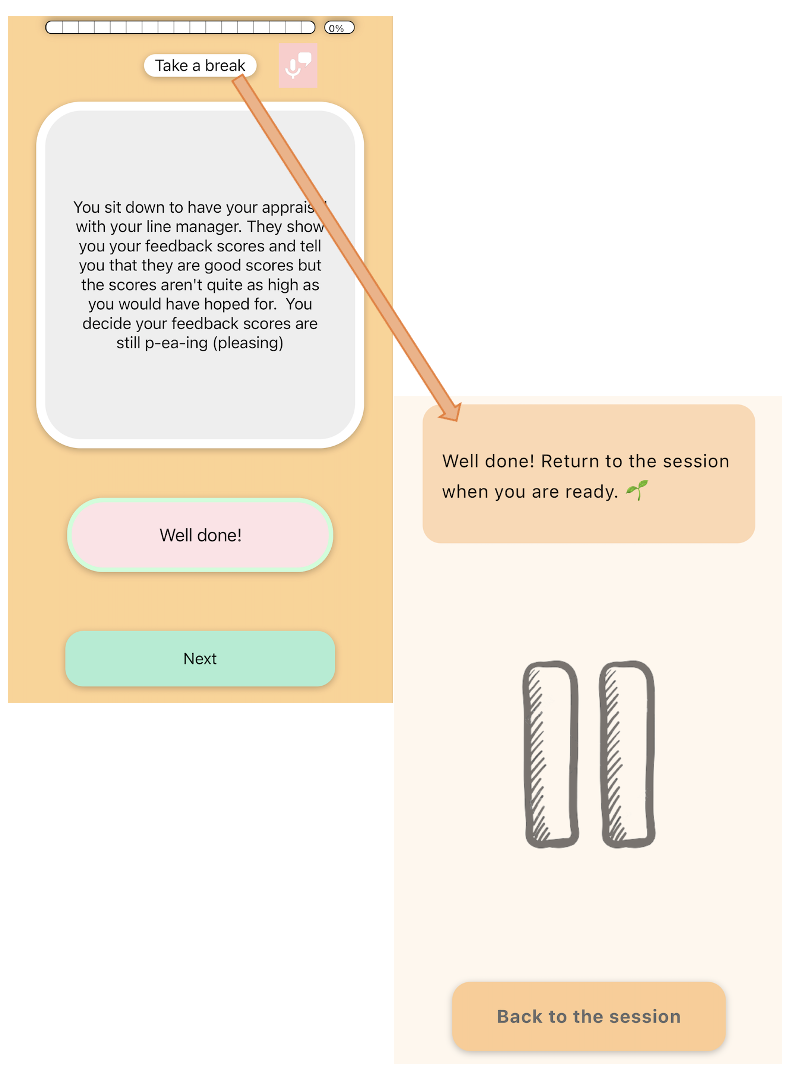 0%
Take a break
You sit down to have your appraisal
with your line manager. They show
you your feedback scores and tell
you that they are good scores but
the scores aren't quite as high as
you would have hoped for. You
decide your feedback scores are
still p-ea-ing (pleasing)
Well done!
Next
Well done! Return to the session
when you are ready. 🌱
Back to the session